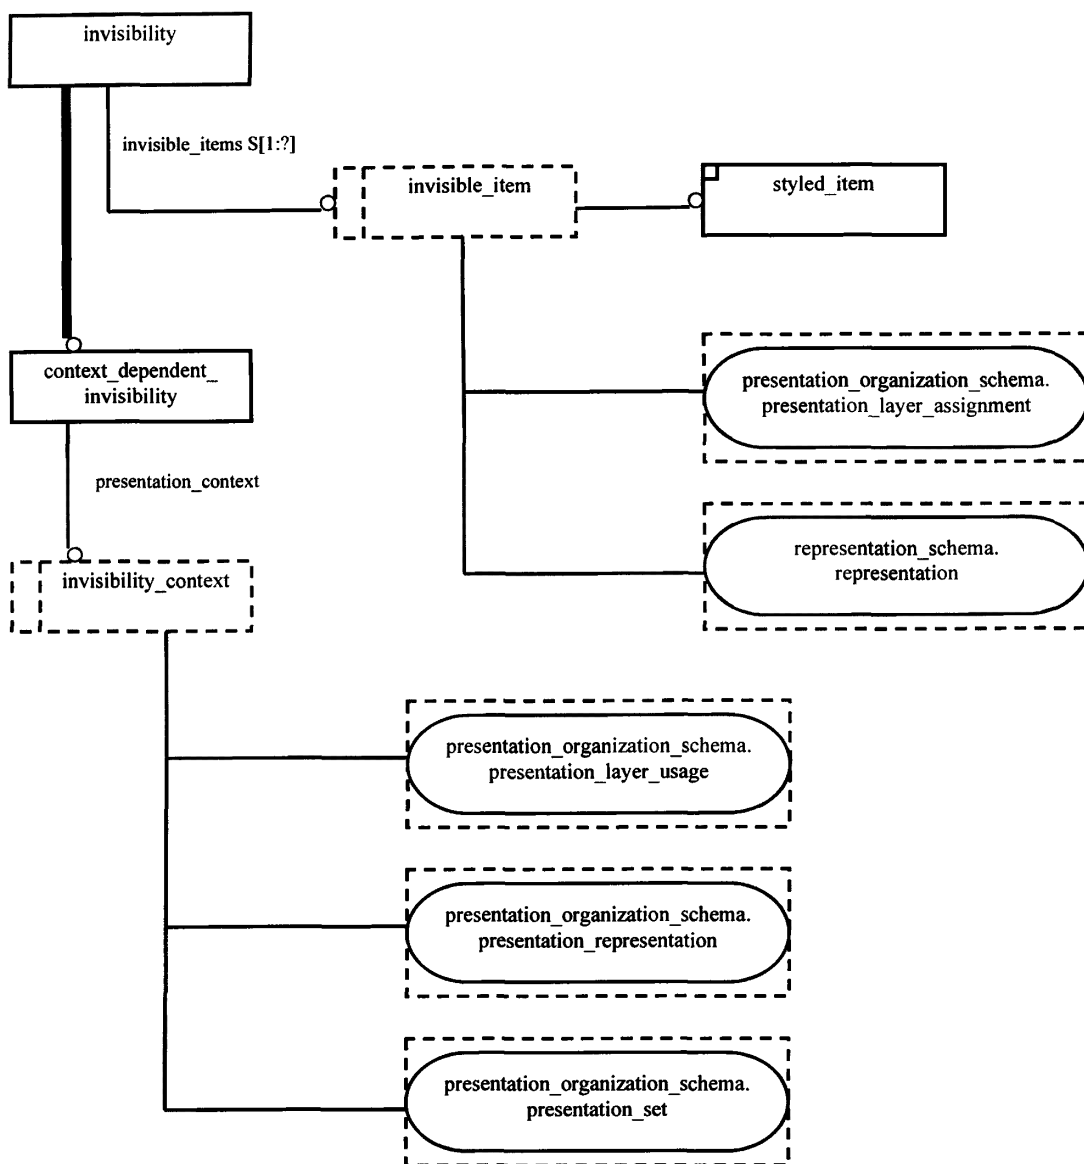 invisibility
invisible_items S[1:?]
invisible_item
styled_item
context_dependent_
invisibility
presentation_organization_schema.
presentation_layer_assignment
presentation_context
representation_schema.
representation
invisibility_context
presentation_organization_schema.
presentation_layer_usage
presentation_organization_schema.
presentation_representation
presentation_organization_schema.
presentation_set